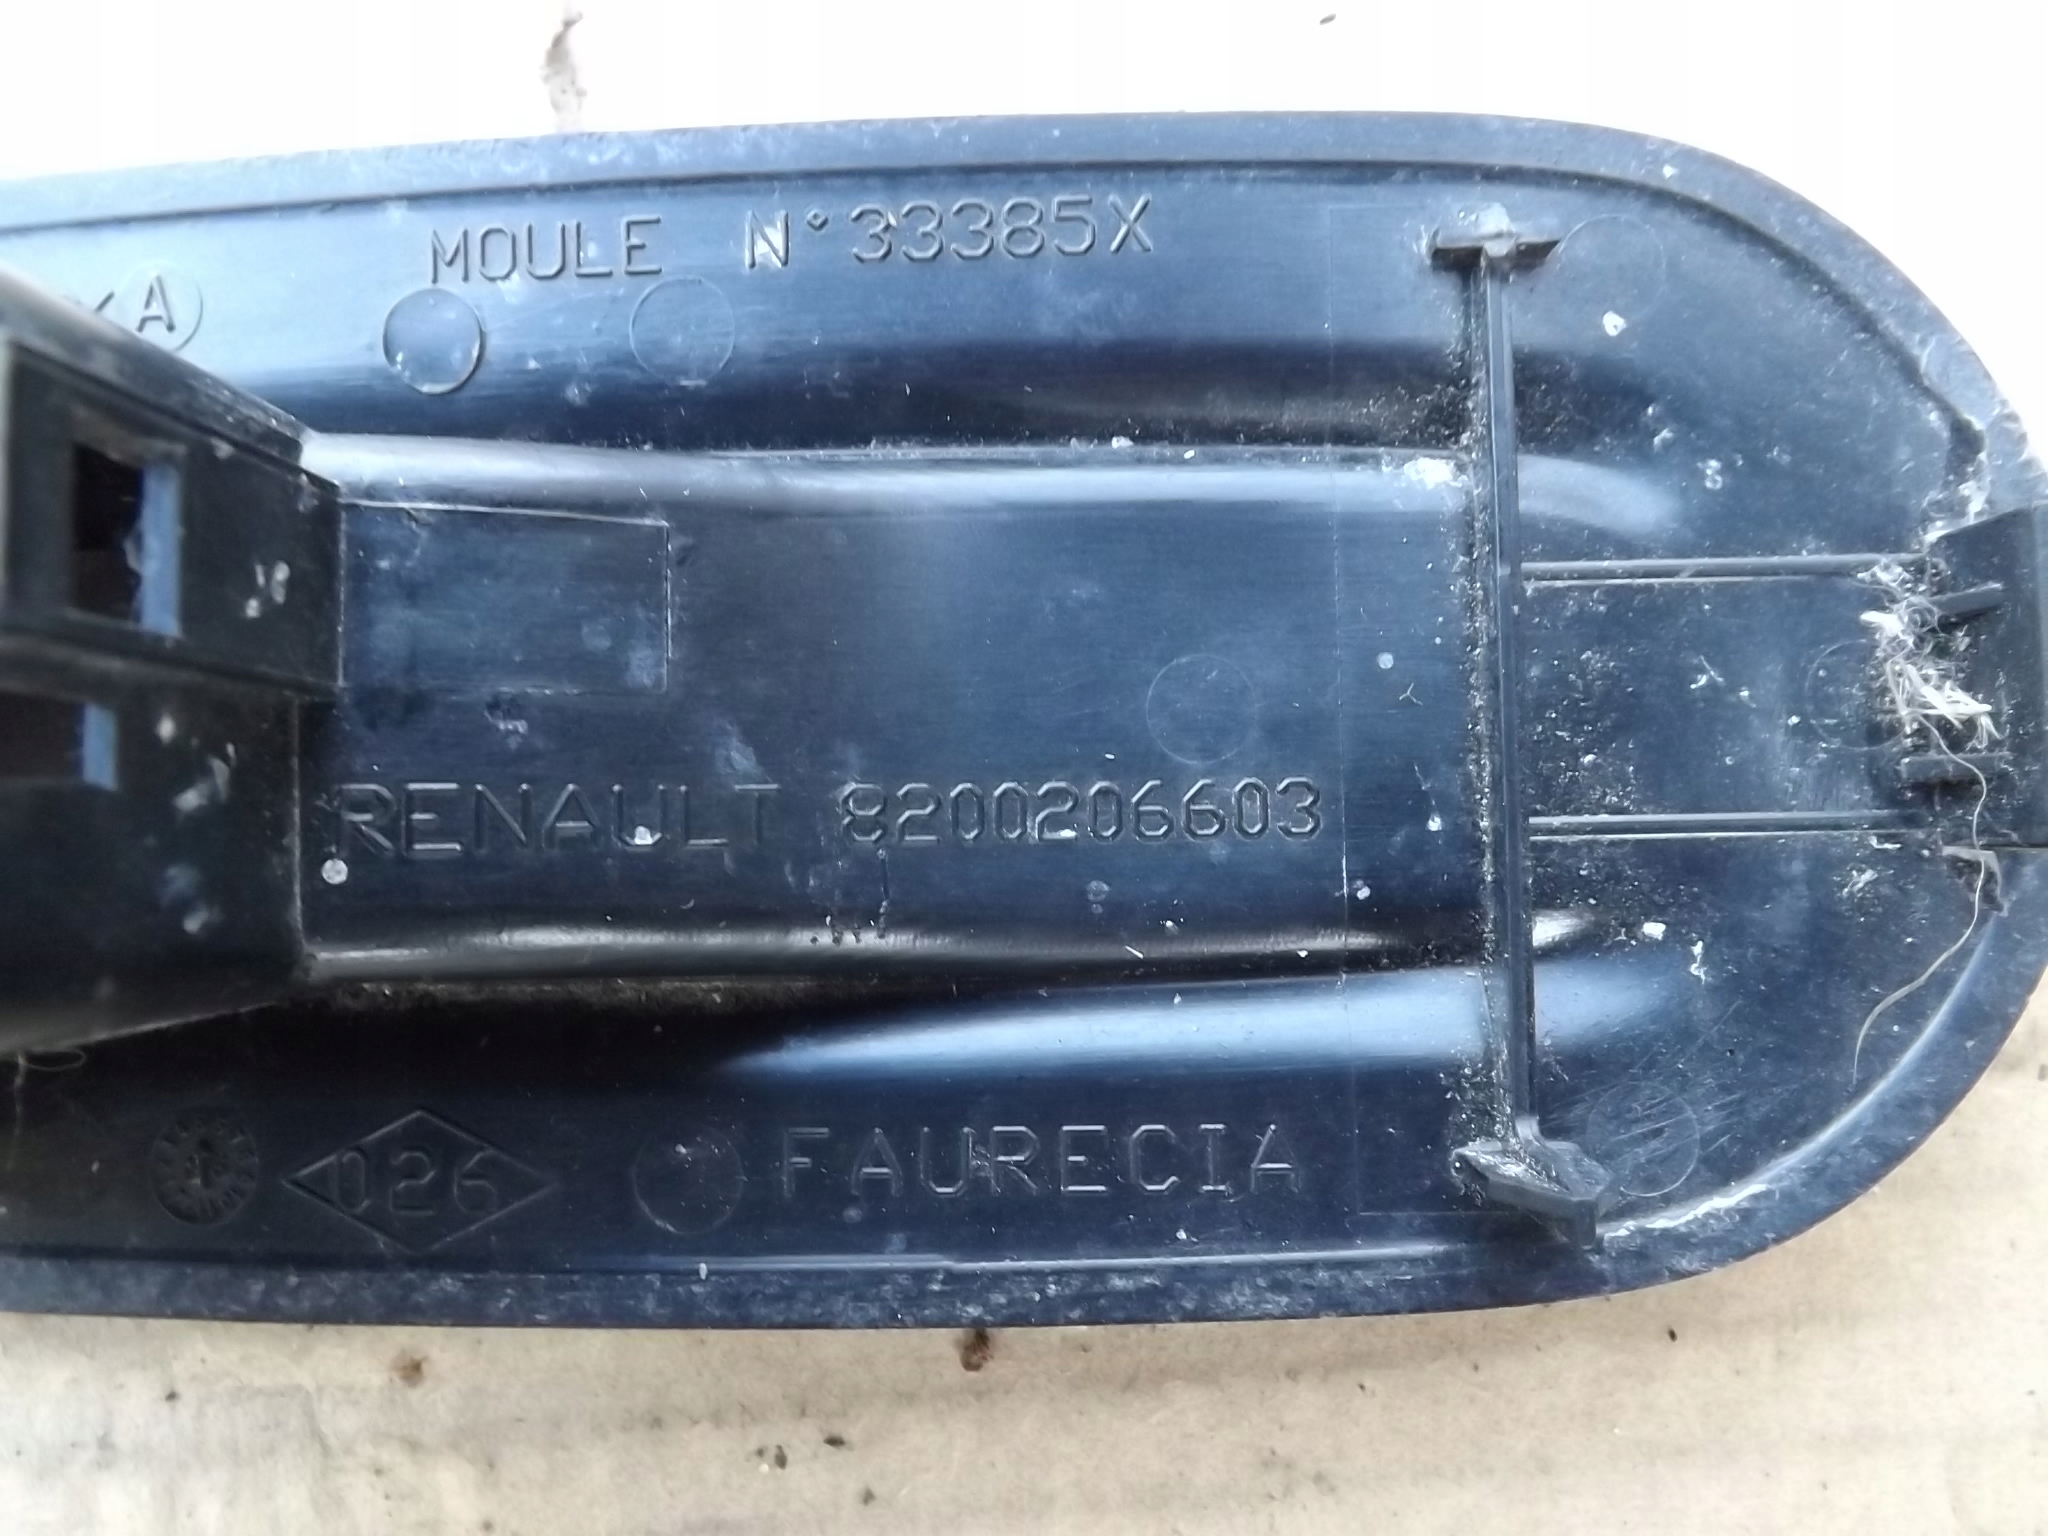 MOULE N°33385X
A
RENAULT 8200206603
026
FAURECIA